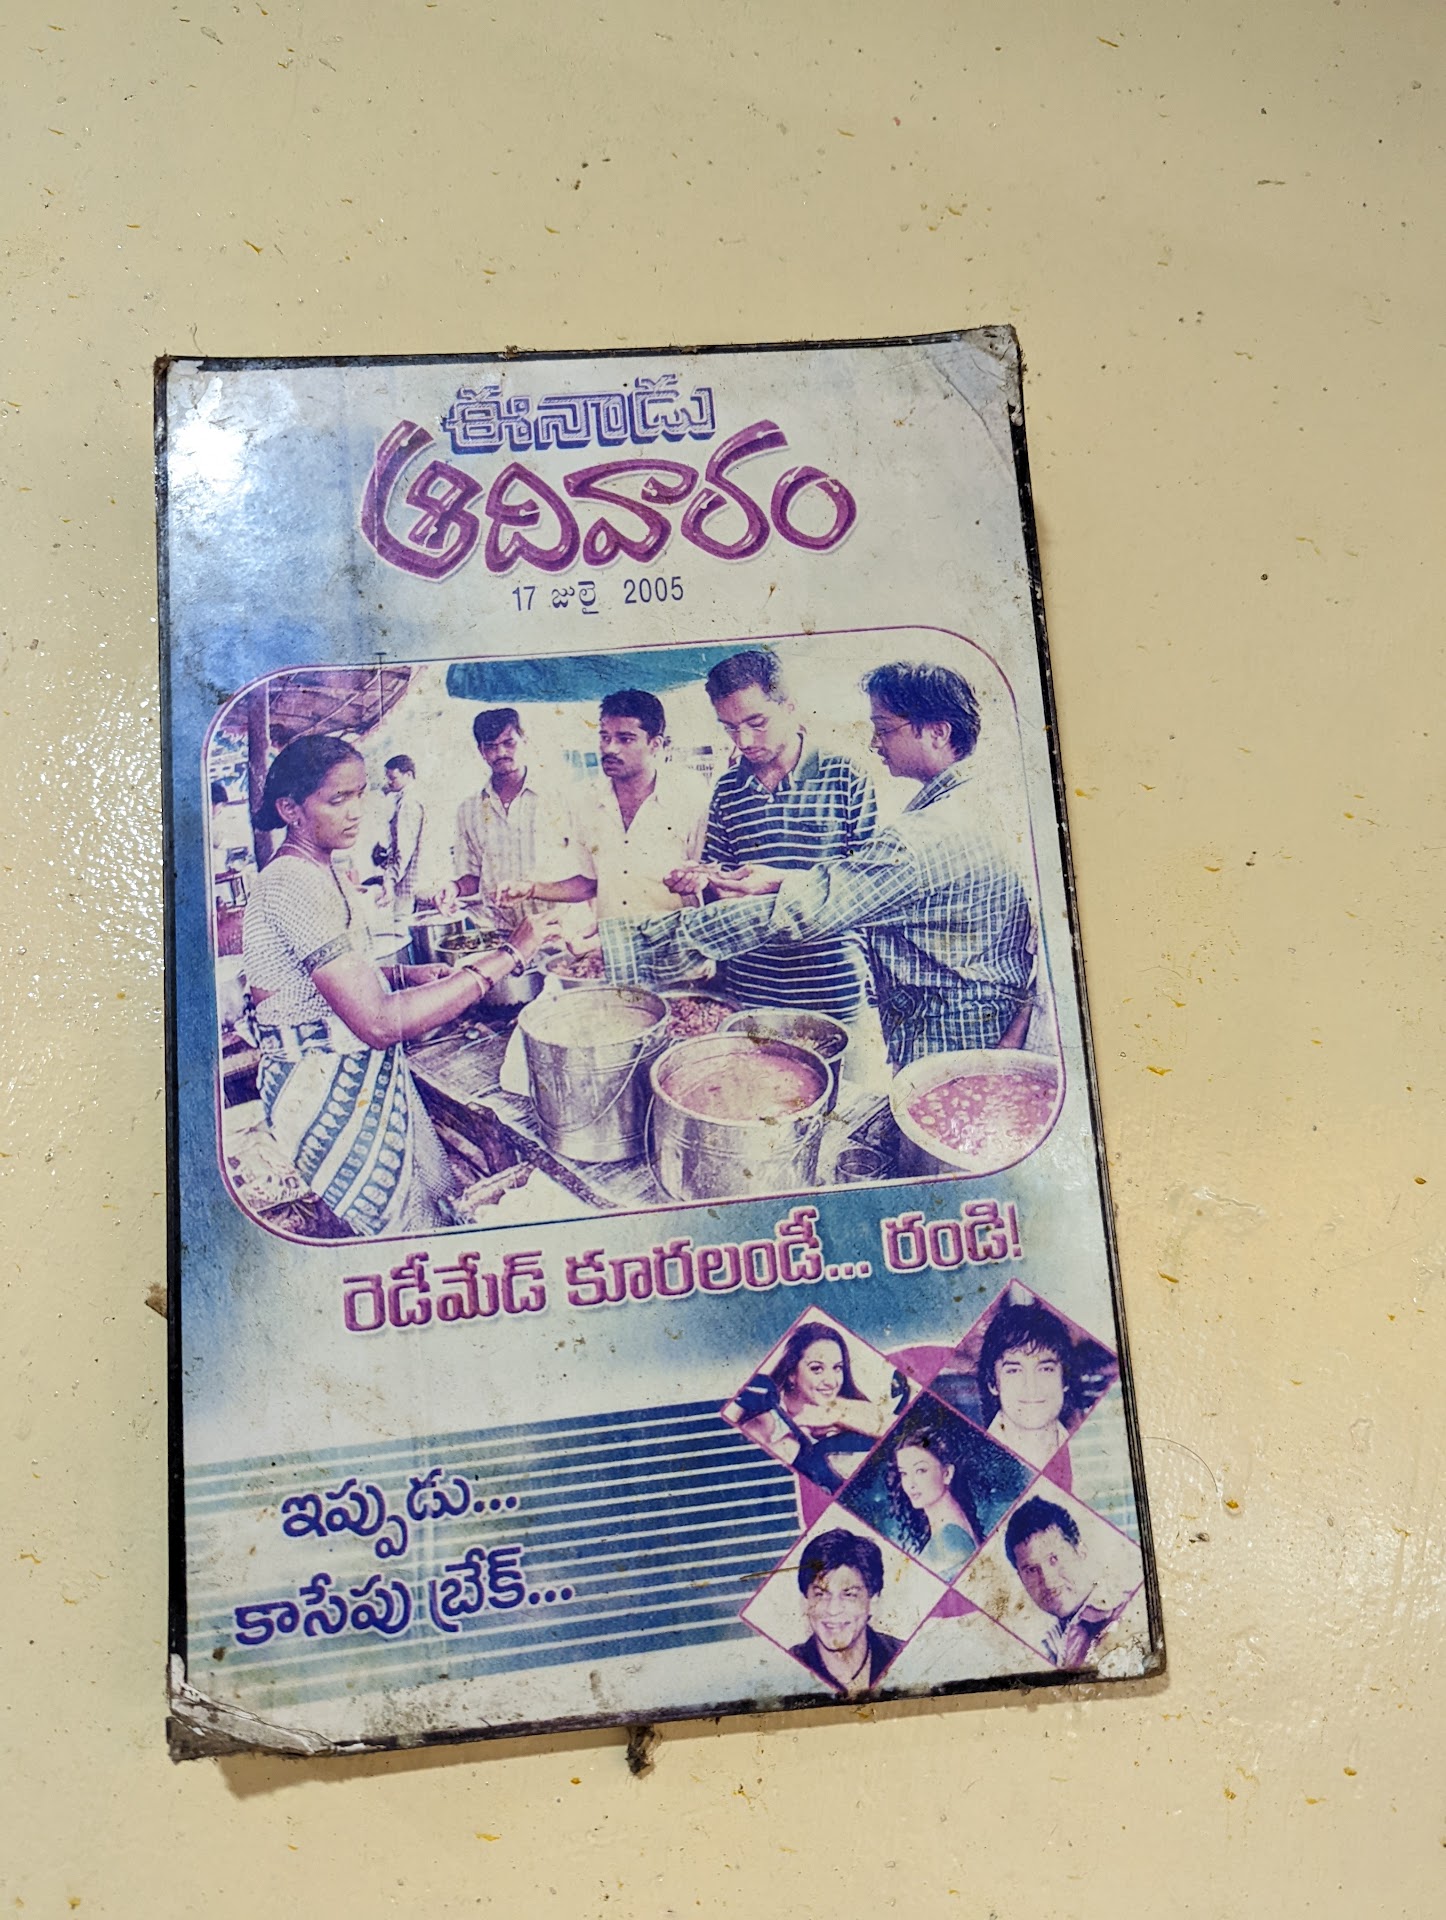 ఈనాడు
ఆదివారం
17 జులై 2005
రెడీమేడ్ కూరలండీ... రండి!
ఇప్పుడు...
కాసేపు బ్రేక్...